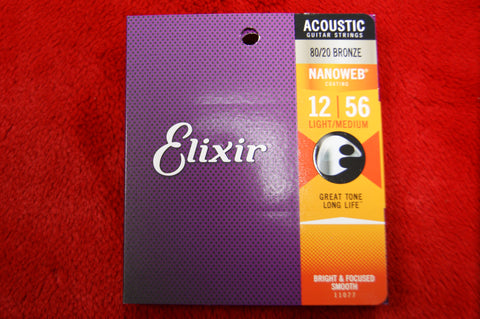 Elixir
ACOUSTIC
GUITAR STRINGS
80/20 BRONZE
NANOWEB®
COATING
12 | 56
LIGHT/MEDIUM
GREAT TONE
LONG LIFE™
BRIGHT & FOCUSED
SMOOTH
11077